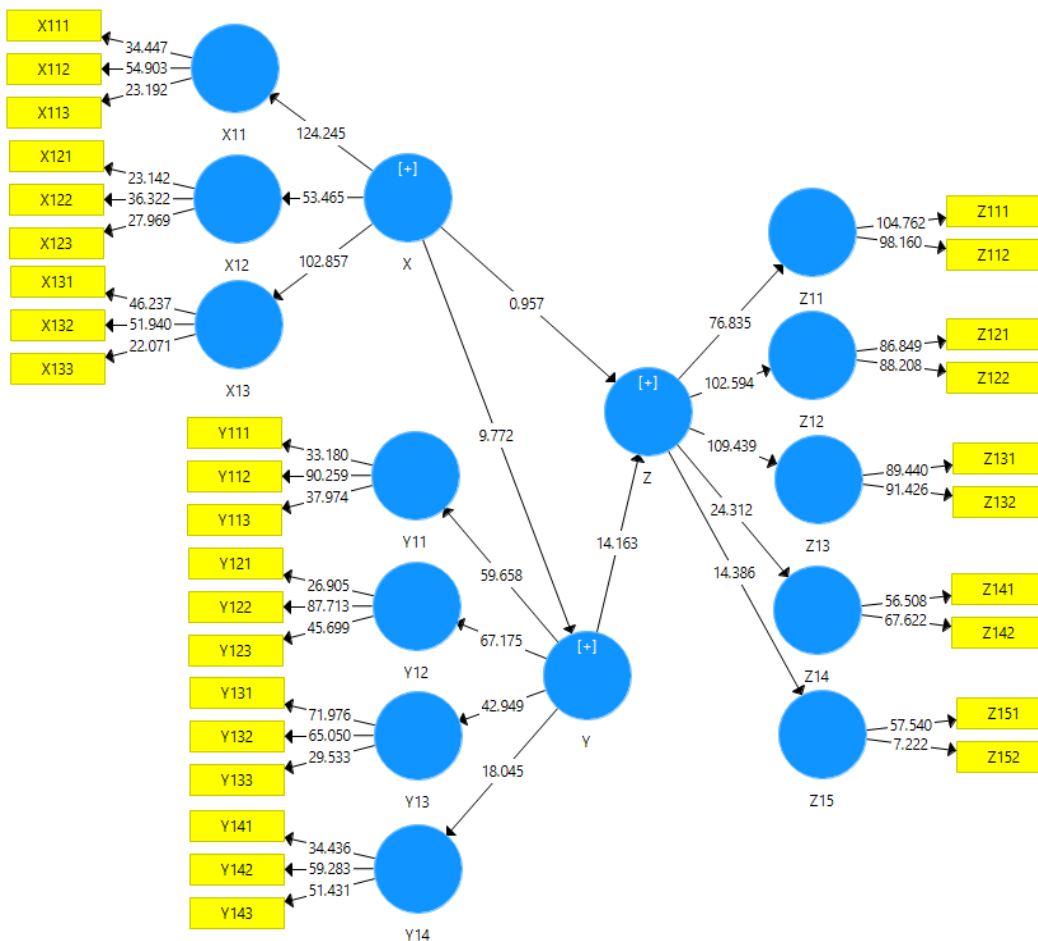 X111
X112
X113
34.447
54.903
23.192
X11
X121
X122
X123
23.142
36.322
27.969
X12
X131
X132
X133
46.237
51.940
22.071
X13
124.245
53.465
102.857
[+]
X
0.957
9.772
Y111
Y112
Y113
33.180
90.259
37.974
Y11
Y121
Y122
Y123
26.905
87.713
45.699
Y12
Y131
Y132
Y133
71.976
65.050
29.533
Y13
Y141
Y142
Y143
34.436
59.283
51.431
Y14
59.658
67.175
42.949
18.045
[+]
Y
14.163
[+]
Z
76.835
102.594
109.439
24.312
14.386
Z11
104.762
98.160
Z111
Z112
Z12
86.849
88.208
Z121
Z122
Z13
89.440
91.426
Z131
Z132
Z14
56.508
67.622
Z141
Z142
Z15
57.540
7.222
Z151
Z152